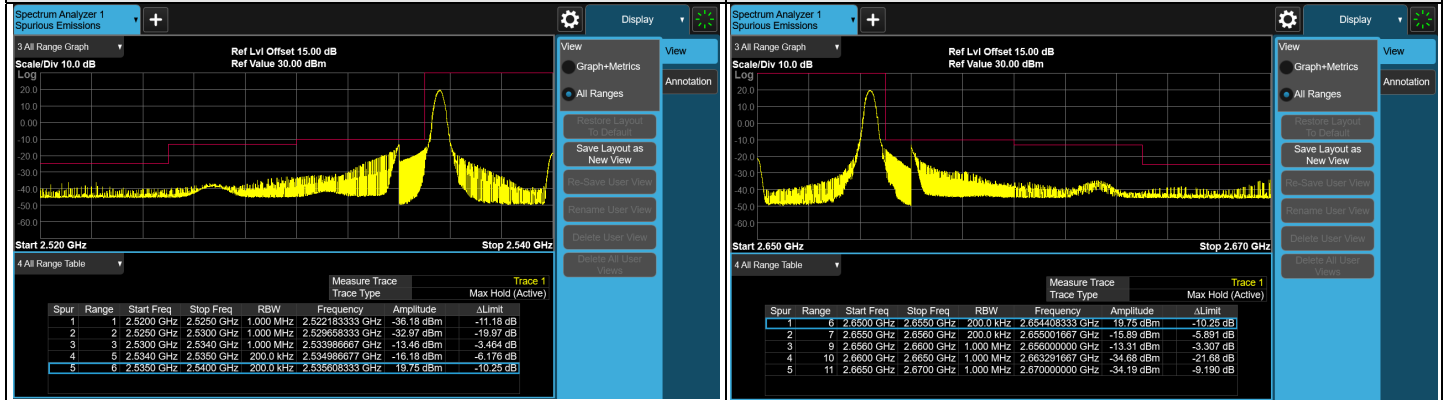 Spectrum Analyzer 1
Spurious Emissions
+
Display
3 All Range Graph
Scale/Div 10.0 dB
Ref Lvl Offset 15.00 dB
Ref Value 30.00 dBm
Log
20.0
10.0
0.00
-10.0
-20.0
-30.0
-40.0
-50.0
-60.0
Start 2.520 GHz
Stop 2.540 GHz
View
Graph+Metrics
All Ranges
Restore Layout
To Default
Save Layout as
New View
Re-Save User View
Rename User View
Delete User View
Delete All User
Views
View
Annotation
4 All Range Table
Measure Trace Trace 1
Trace Type Max Hold (Active)
Spur Range Start Freq Stop Freq RBW Frequency Amplitude ΔLimit
1 1 2.5200 GHz 2.5250 GHz 1.000 MHz 2.522183333 GHz -36.18 dBm -11.18 dB
2 2 2.5250 GHz 2.5300 GHz 1.000 MHz 2.529658333 GHz -32.97 dBm -19.97 dB
3 3 2.5300 GHz 2.5340 GHz 1.000 MHz 2.533986667 GHz -13.46 dBm -3.464 dB
4 5 2.5340 GHz 2.5350 GHz 200.0 kHz 2.534986677 GHz -16.18 dBm -6.176 dB
5 6 2.5350 GHz 2.5400 GHz 200.0 kHz 2.535608333 GHz 19.75 dBm -10.25 dB
Spectrum Analyzer 1
Spurious Emissions
+
Display
3 All Range Graph
Scale/Div 10.0 dB
Ref Lvl Offset 15.00 dB
Ref Value 30.00 dBm
Log
20.0
10.0
0.00
-10.0
-20.0
-30.0
-40.0
-50.0
-60.0
Start 2.650 GHz
Stop 2.670 GHz
View
Graph+Metrics
All Ranges
Restore Layout
To Default
Save Layout as
New View
Re-Save User View
Rename User View
Delete User View
Delete All User
Views
View
Annotation
4 All Range Table
Measure Trace Trace 1
Trace Type Max Hold (Active)
Spur Range Start Freq Stop Freq RBW Frequency Amplitude ΔLimit
1 6 2.6500 GHz 2.6550 GHz 200.0 kHz 2.654408333 GHz 19.75 dBm -10.25 dB
2 7 2.6550 GHz 2.6560 GHz 200.0 kHz 2.655001667 GHz -15.89 dBm -5.891 dB
3 9 2.6560 GHz 2.6600 GHz 1.000 MHz 2.656000000 GHz -13.31 dBm -3.307 dB
4 10 2.6600 GHz 2.6650 GHz 1.000 MHz 2.663291667 GHz -34.68 dBm -21.68 dB
5 11 2.6650 GHz 2.6700 GHz 1.000 MHz 2.670000000 GHz -34.19 dBm -9.190 dB